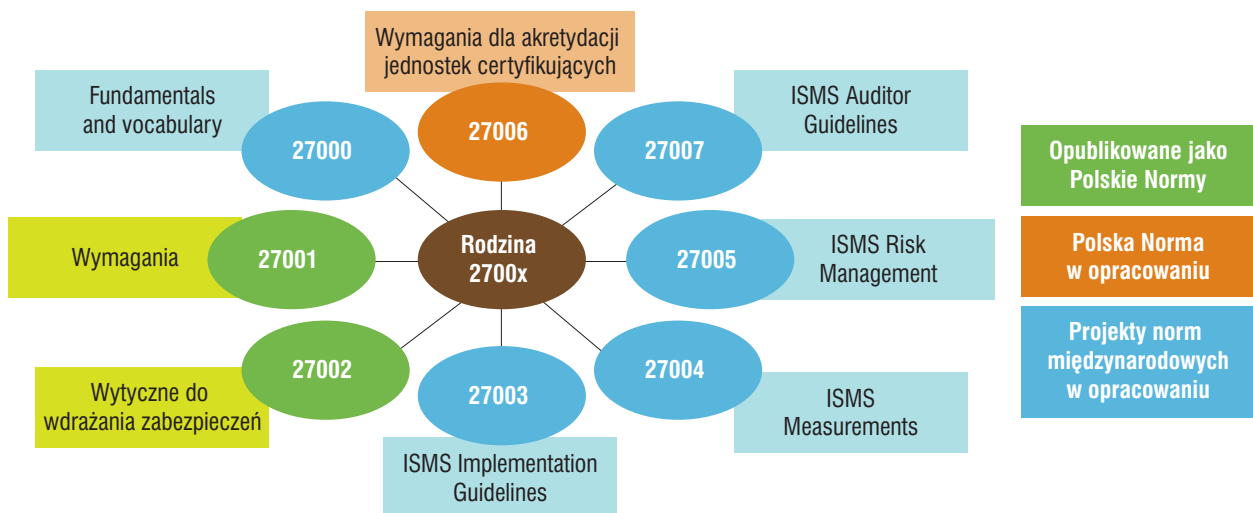 Wymagania dla akretydacji
jednostek certyfikujących
27006
Fundamentals
and vocabulary
27000
ISMS Auditor
Guidelines
27007
Wymagania
27001
Rodzina
2700x
27005
ISMS Risk
Management
27002
Wytyczne do
wdrażania zabezpieczeń
27003
ISMS Implementation
Guidelines
27004
ISMS
Measurements
Opublikowane jako
Polskie Normy
Polska Norma
w opracowaniu
Projekty norm
międzynarodowych
w opracowaniu